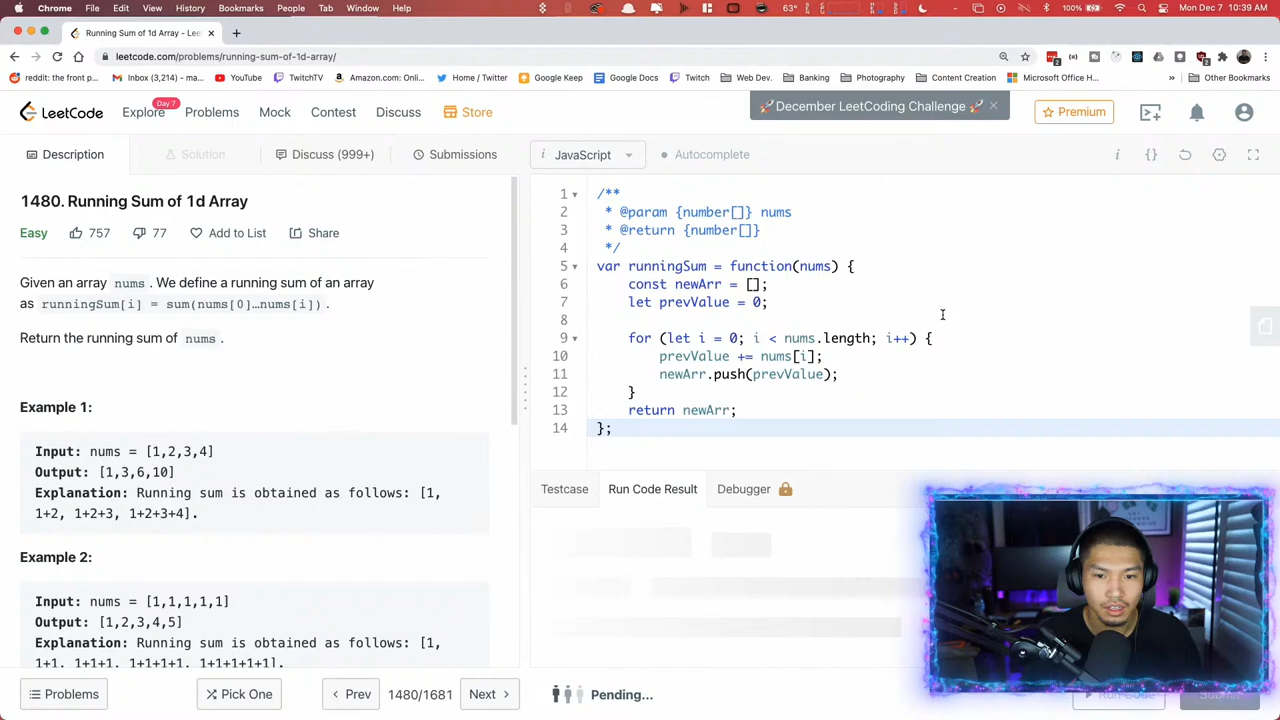 Chrome File Edit View History Bookmarks People Tab Window Help 63° 100% Mon Dec 7 10:39 AM
Running Sum of 1d Array - Lee
leetcode.com/problems/running-sum-of-1d-array/
reddit: the front p... Inbox (3,214) - ma... YouTube TwitchTV Amazon.com: Onli... Home / Twitter Google Keep Google Docs Twitch Web Dev. Banking Photography Content Creation Microsoft Office H... » Other Bookmarks
LeetCode Explore Day 7 Problems Mock Contest Discuss Store 🚀December LeetCoding Challenge 🚀 × Premium
Description Solution Discuss (999+) Submissions i JavaScript Autocomplete
1480. Running Sum of 1d Array
Easy 757 77 Add to List Share
Given an array nums. We define a running sum of an array
as runningSum[i] = sum(nums[0]…nums[i]).
Return the running sum of nums.
Example 1:
Input: nums = [1,2,3,4]
Output: [1,3,6,10]
Explanation: Running sum is obtained as follows: [1,
1+2, 1+2+3, 1+2+3+4].
Example 2:
Input: nums = [1,1,1,1,1]
Output: [1,2,3,4,5]
Explanation: Running sum is obtained as follows: [1,
1+1, 1+1+1, 1+1+1+1, 1+1+1+1+1].
1 /**
2 * @param {number[]} nums
3 * @return {number[]}
4 */
5 var runningSum = function(nums) {
6 const newArr = [];
7 let prevValue = 0;
8
9 for (let i = 0; i < nums.length; i++) {
10 prevValue += nums[i];
11 newArr.push(prevValue);
12 }
13 return newArr;
14 };
Testcase Run Code Result Debugger
Problems Pick One Prev 1480/1681 Next Pending... Run Code Submit